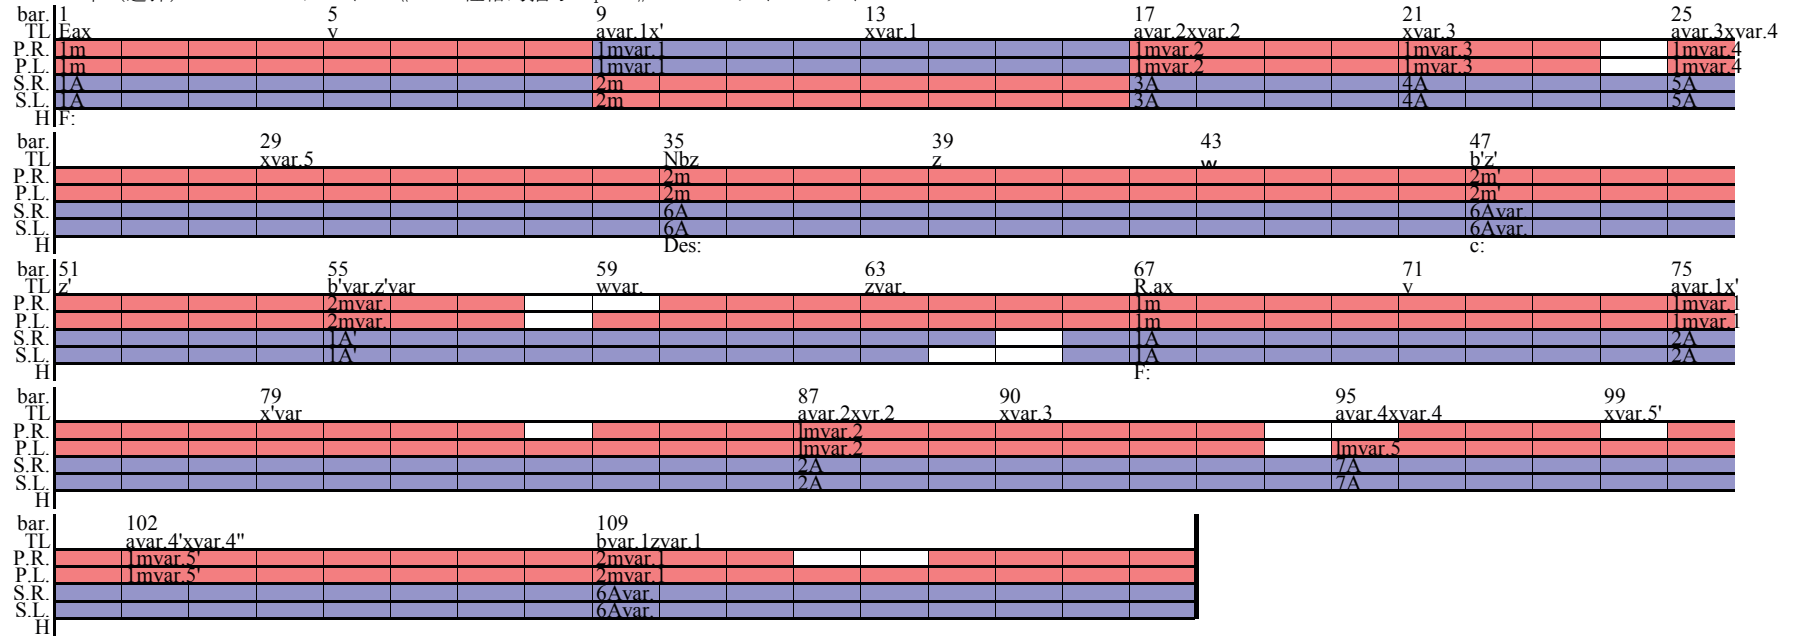 bar. 1 5 9 13 17 21 25
TL Eax v avar.1x' xvar.1 avar.2xvar.2 xvar.3 avar.3xvar.4
P.R. 1m 1mvar.1 1mvar.2 1mvar.3 1mvar.4
P.L. 1m 1mvar.1 1mvar.2 1mvar.3 1mvar.4
S.R. 1A 2m 3A 4A 5A
S.L. 1A 2m 3A 4A 5A
H F:
bar. 29 35 39 43 47
TL xvar.5 Nbz z w b'z'
P.R. 2m 2m'
P.L. 2m 2m'
S.R. 6A 6Avar.
S.L. 6A 6Avar.
H Des: c:
bar. 51 55 59 63 67 71 75
TL z' b'var.z'var wvar. zvar. R.ax v avar.1x'
P.R. 2mvar. 1m 1mvar.1
P.L. 2mvar. 1m 1mvar.1
S.R. 1A' 1A 2A
S.L. 1A' 1A 2A
H F:
bar. 79 87 90 95 99
TL x'var avar.2xvr.2 xvar.3 avar.4xvar.4 xvar.5'
P.R. lmvar.2
P.L. lmvar.2 lmvar.5
S.R. 2A 7A
S.L. 2A 7A
H
bar. 102 109
TL avar.4'xvar.4" bvar.1zvar.1
P.R. 1mvar.5' 2mvar.1
P.L. 1mvar.5' 2mvar.1
S.R. 6Avar.
S.L. 6Avar.
H